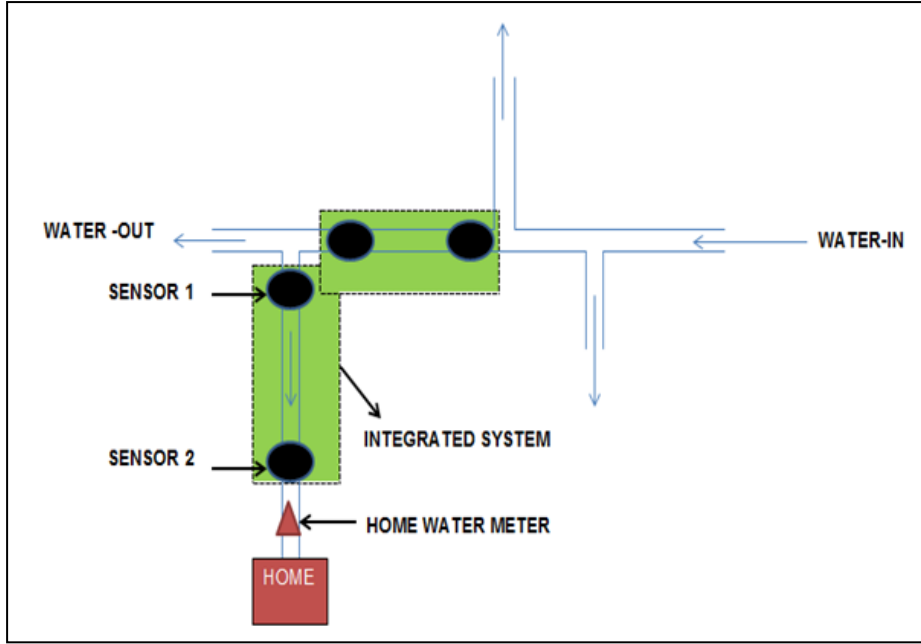 WATER -OUT
WATER-IN
SENSOR 1
INTEGRATED SYSTEM
SENSOR 2
HOME WATER METER
HOME